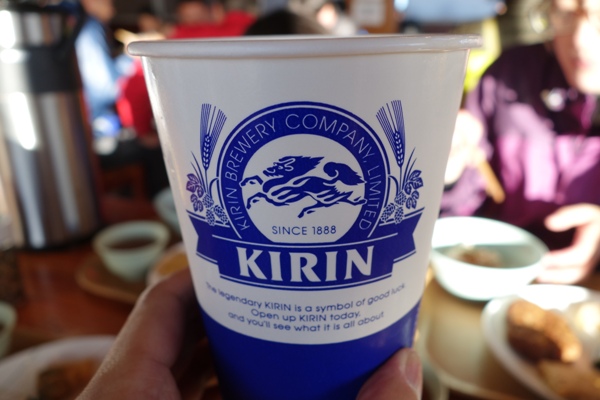 KIRIN BREWERY COMPANY, LIMITED
SINCE 1888
KIRIN
The legendary KIRIN is a symbol of good luck.
Open up KIRIN today,
and you'll see what it is all about.